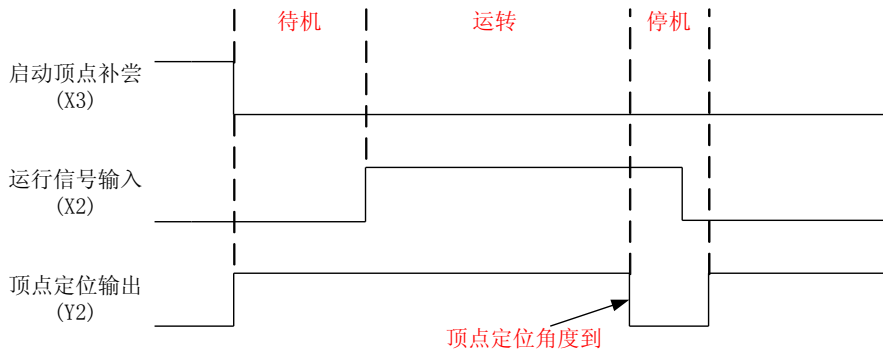 待机 运转 停机
启动顶点补尝
(X3)
运行信号输入
(X2)
顶点定位输出
(Y2)
顶点定位角度到